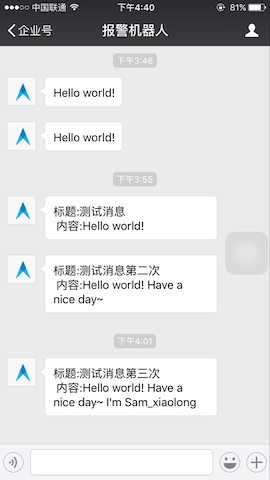 中国联通 下午4:40 81%
企业号 报警机器人
下午3:46
Hello world!
Hello world!
下午3:55
标题:测试消息
内容:Hello world!
标题:测试消息第二次
内容:Hello world! Have a
nice day~
下午4:01
标题:测试消息第三次
内容:Hello world! Have a
nice day~ I'm Sam_xiaolong